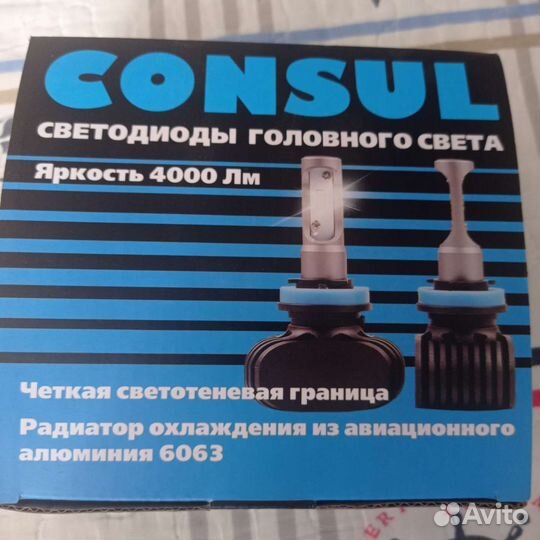 CONSUL
СВЕТОДИОДЫ ГОЛОВНОГО СВЕТА
Яркость 4000 Лм
Четкая светотеневая граница
Радиатор охлаждения из авиационного
алюминия 6063
Avito